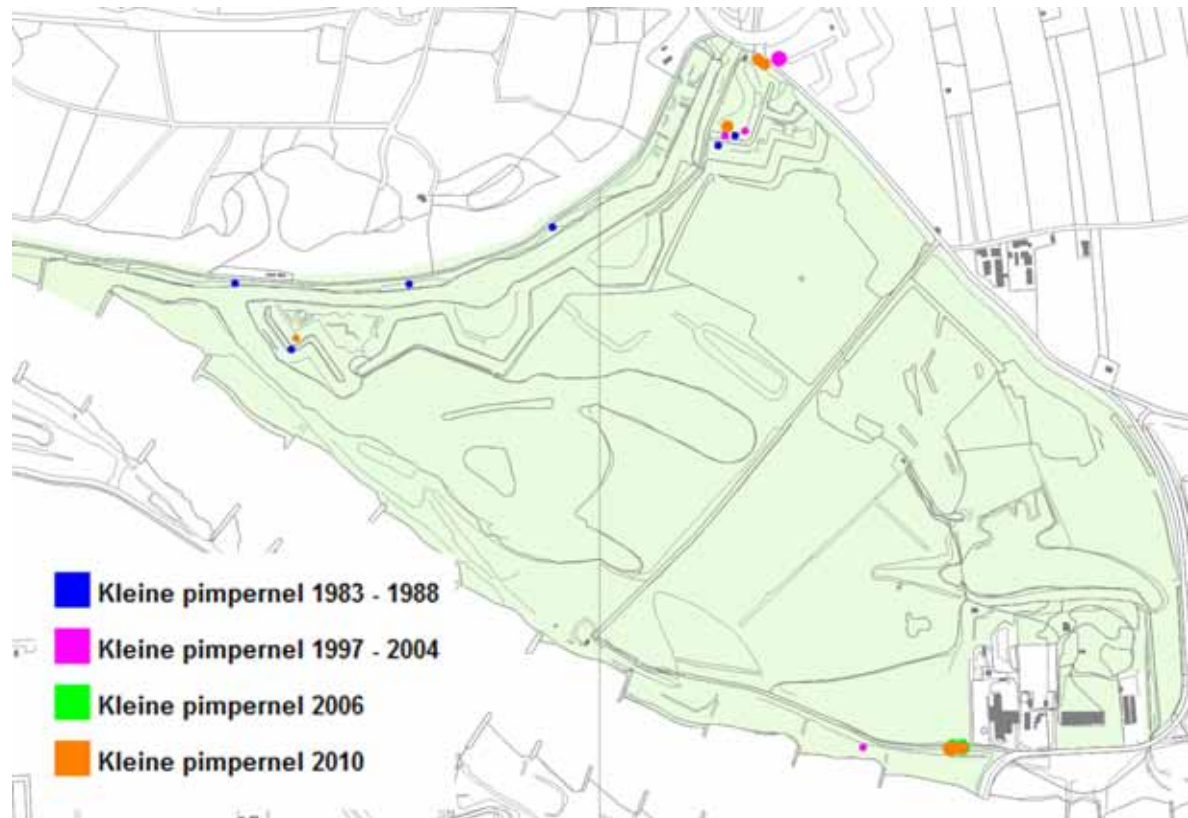 Kleine pimpernel 1983 - 1988
Kleine pimpernel 1997 - 2004
Kleine pimpernel 2006
Kleine pimpernel 2010